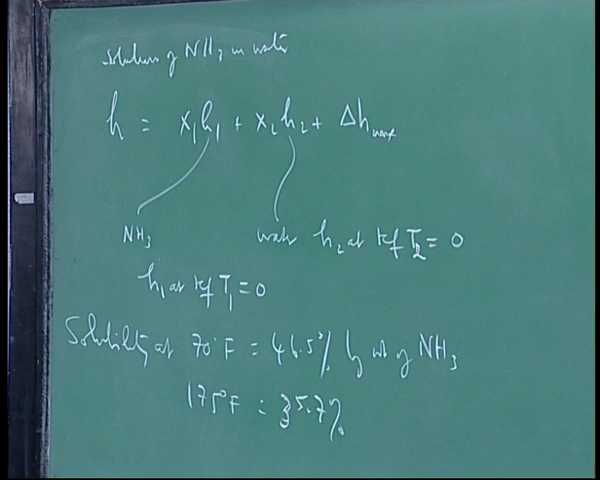 Solution of NH3 in water
h = x1h1 + x2h2 + Δhmix
NH3 water h2 at ref T2 = 0
h1 at ref T1 = 0
Solubility at 70°F = 46.5% by wt of NH3
175°F = 35.7%